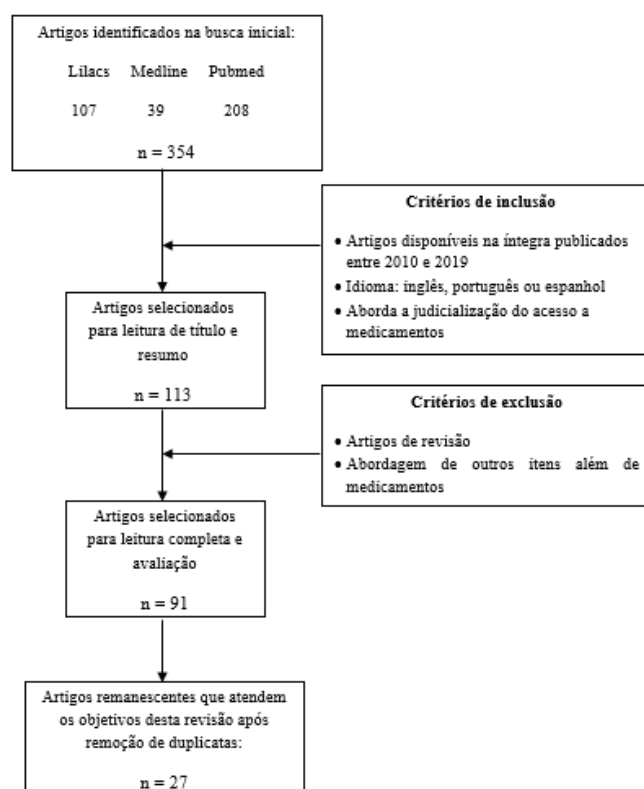 Artigos identificados na busca inicial:
Lilacs Medline Pubmed
107 39 208
n = 354
Critérios de inclusão
• Artigos disponíveis na íntegra publicados
entre 2010 e 2019
• Idioma: inglês, português ou espanhol
• Aborda a judicialização do acesso a
medicamentos
Artigos selecionados
para leitura de título e
resumo
n = 113
Critérios de exclusão
• Artigos de revisão
• Abordagem de outros itens além de
medicamentos
Artigos selecionados
para leitura completa e
avaliação
n = 91
Artigos remanescentes que atendem
os objetivos desta revisão após
remoção de duplicatas:
n = 27